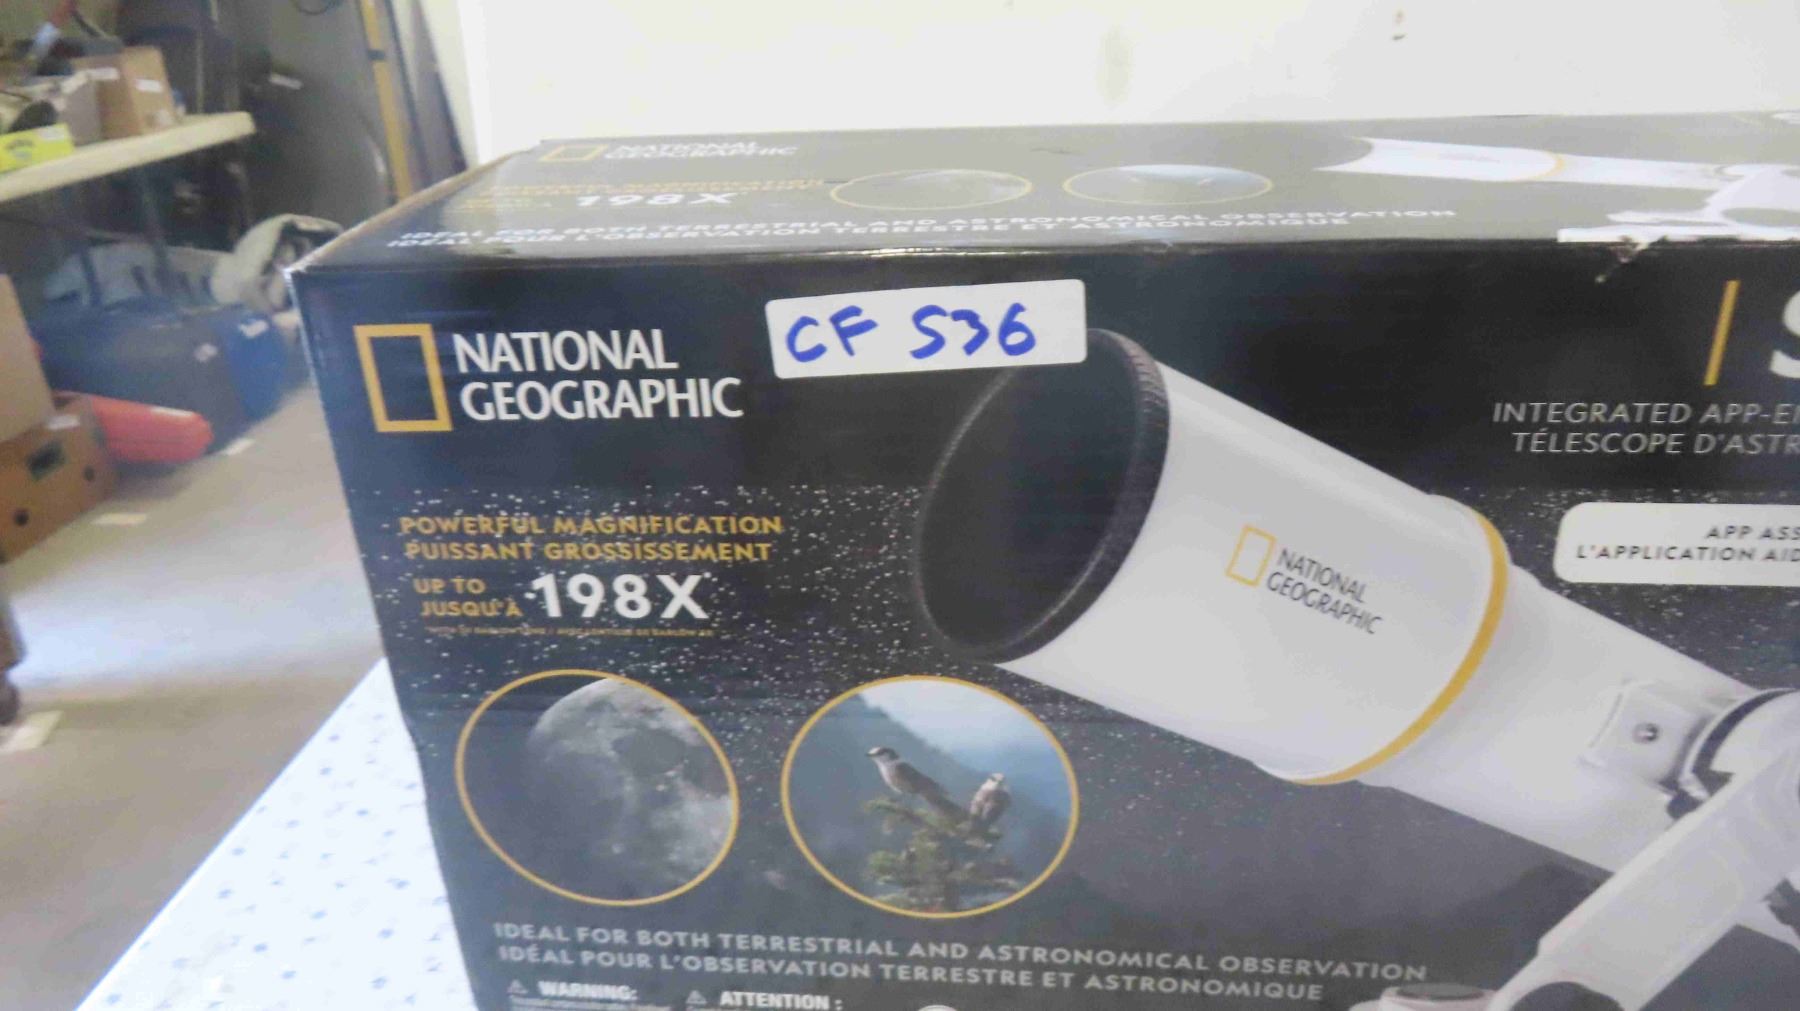 NATIONAL
GEOGRAPHIC
POWERFUL MAGNIFICATION
198X
IDEAL FOR BOTH TERRESTRIAL AND ASTRONOMICAL OBSERVATION
IDÉAL POUR L'OBSERVATION TERRESTRE ET ASTRONOMIQUE
CF 536
NATIONAL
GEOGRAPHIC
S
INTEGRATED APP-E
TÉLESCOPE D'ASTR
POWERFUL MAGNIFICATION
PUISSANT GROSSISSEMENT
UP TO
JUSQU'À
198X
APP ASS
L'APPLICATION AID
NATIONAL
GEOGRAPHIC
IDEAL FOR BOTH TERRESTRIAL AND ASTRONOMICAL OBSERVATION
IDÉAL POUR L'OBSERVATION TERRESTRE ET ASTRONOMIQUE
WARNING:
ATTENTION :